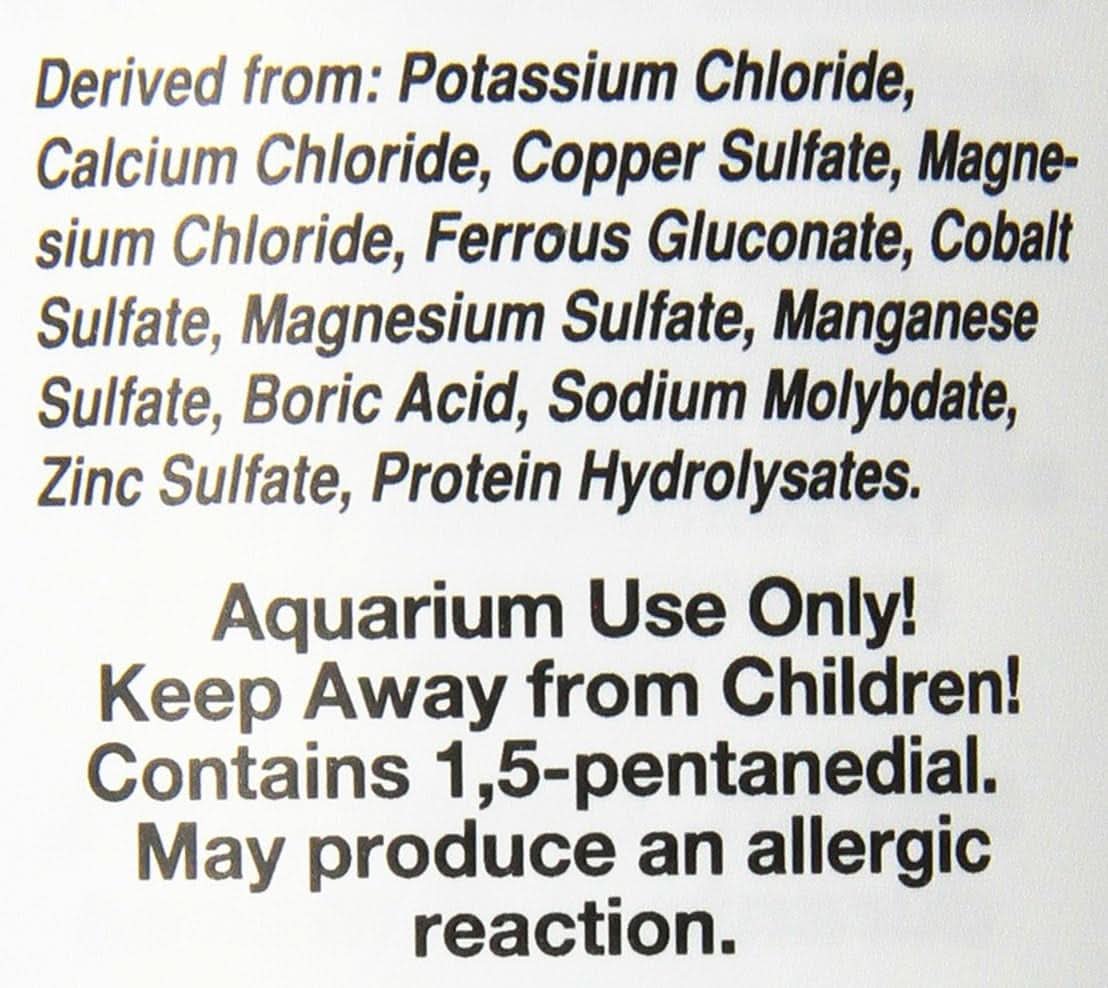 Derived from: Potassium Chloride,
Calcium Chloride, Copper Sulfate, Magne-
sium Chloride, Ferrous Gluconate, Cobalt
Sulfate, Magnesium Sulfate, Manganese
Sulfate, Boric Acid, Sodium Molybdate,
Zinc Sulfate, Protein Hydrolysates.
Aquarium Use Only!
Keep Away from Children!
Contains 1,5-pentanedial.
May produce an allergic
reaction.